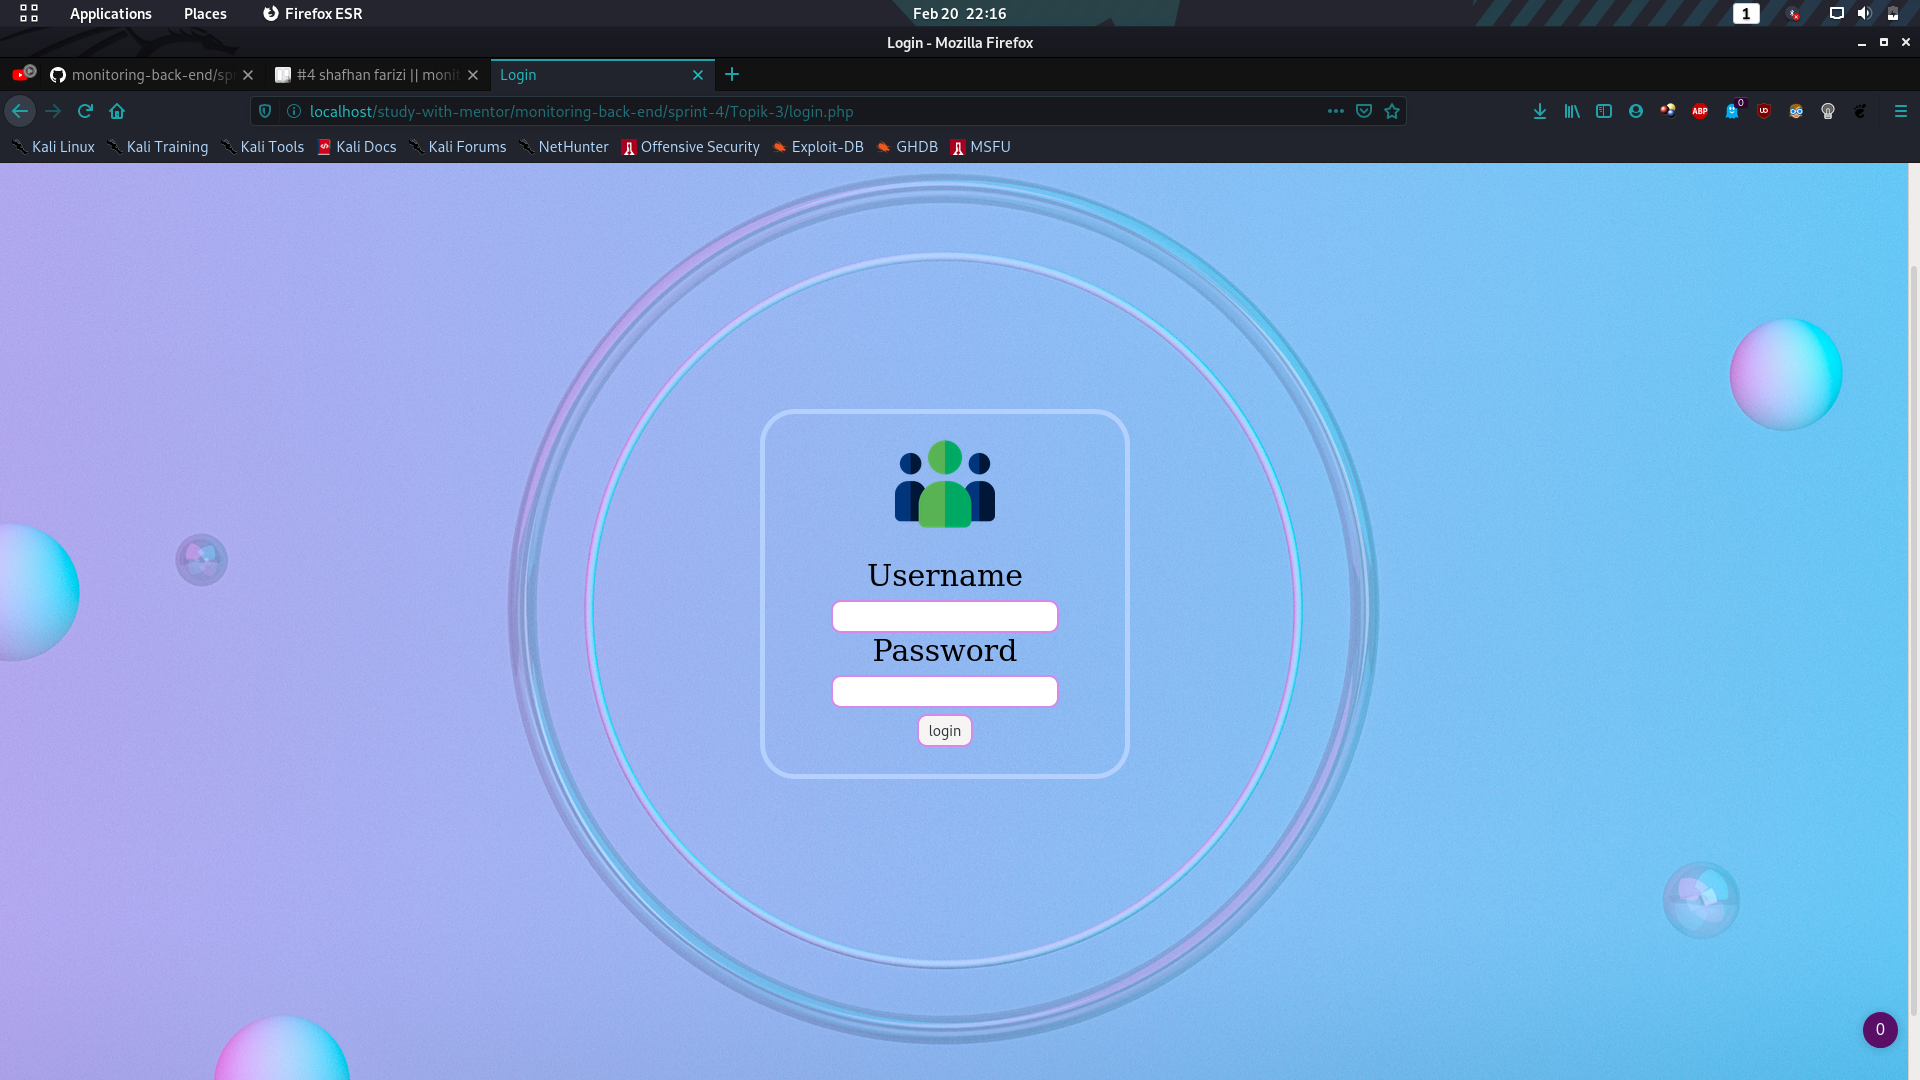 Applications Places Firefox ESR Feb 20 22:16 1
Login - Mozilla Firefox
monitoring-back-end/spr #4 shafhan farizi || monit Login
localhost/study-with-mentor/monitoring-back-end/sprint-4/Topik-3/login.php ABP 0
Kali Linux Kali Training Kali Tools Kali Docs Kali Forums NetHunter Offensive Security Exploit-DB GHDB MSFU
Username
Password
login
0